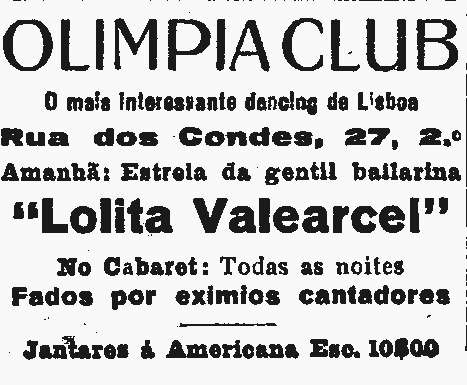 OLIMPIA CLUB
O mais interessante dancing de Lisboa
Rua dos Condes, 27, 2.º
Amanhã: Estrela da gentil bailarina
“Lolita Valearcel”
No Cabaret: Todas as noites
Fados por eximios cantadores
Jantares á Americana Esc. 10$00